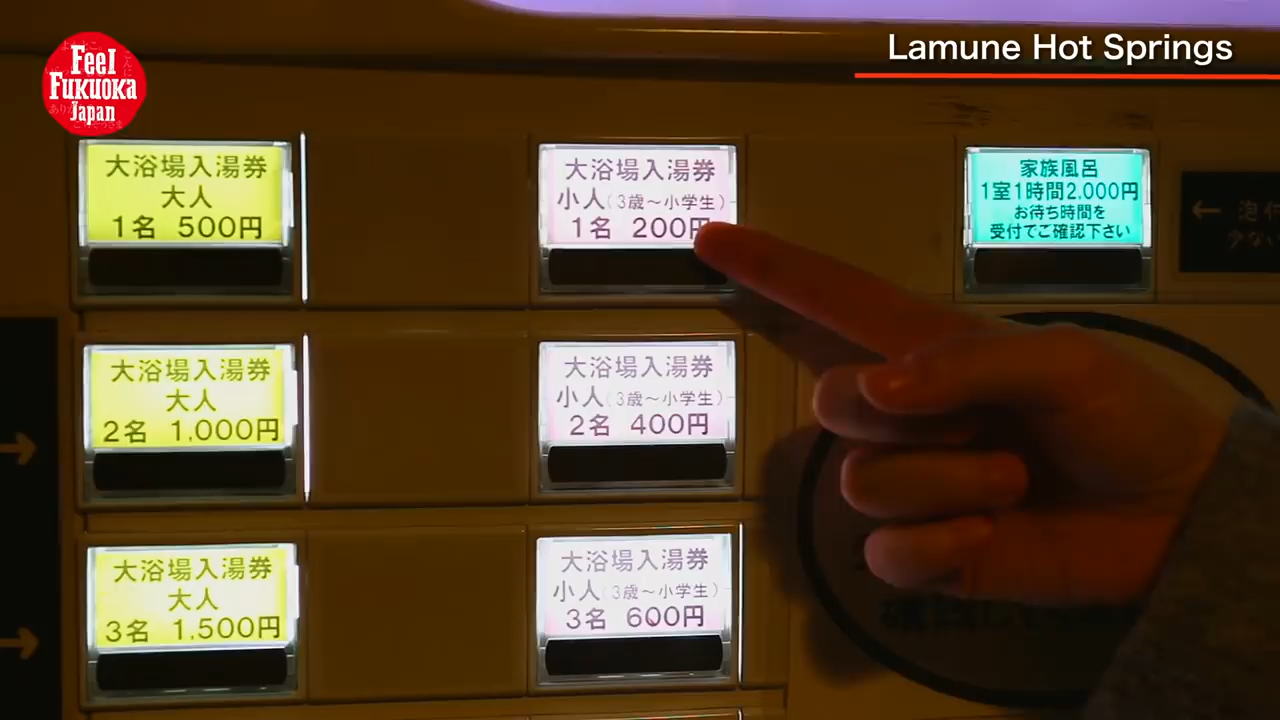 Feel
FUKUOKA
Japan
Lamune Hot Springs
大浴場入湯券
大人
1名 500円
大浴場入湯券
小人(3歳～小学生)
1名 200円
家族風呂
1室1時間2,000円
お待ち時間を
受付でご確認下さい
←
大浴場入湯券
大人
2名 1,000円
大浴場入湯券
小人(3歳～小学生)
2名 400円
→
大浴場入湯券
大人
3名 1,500円
大浴場入湯券
小人(3歳～小学生)
3名 600円
→